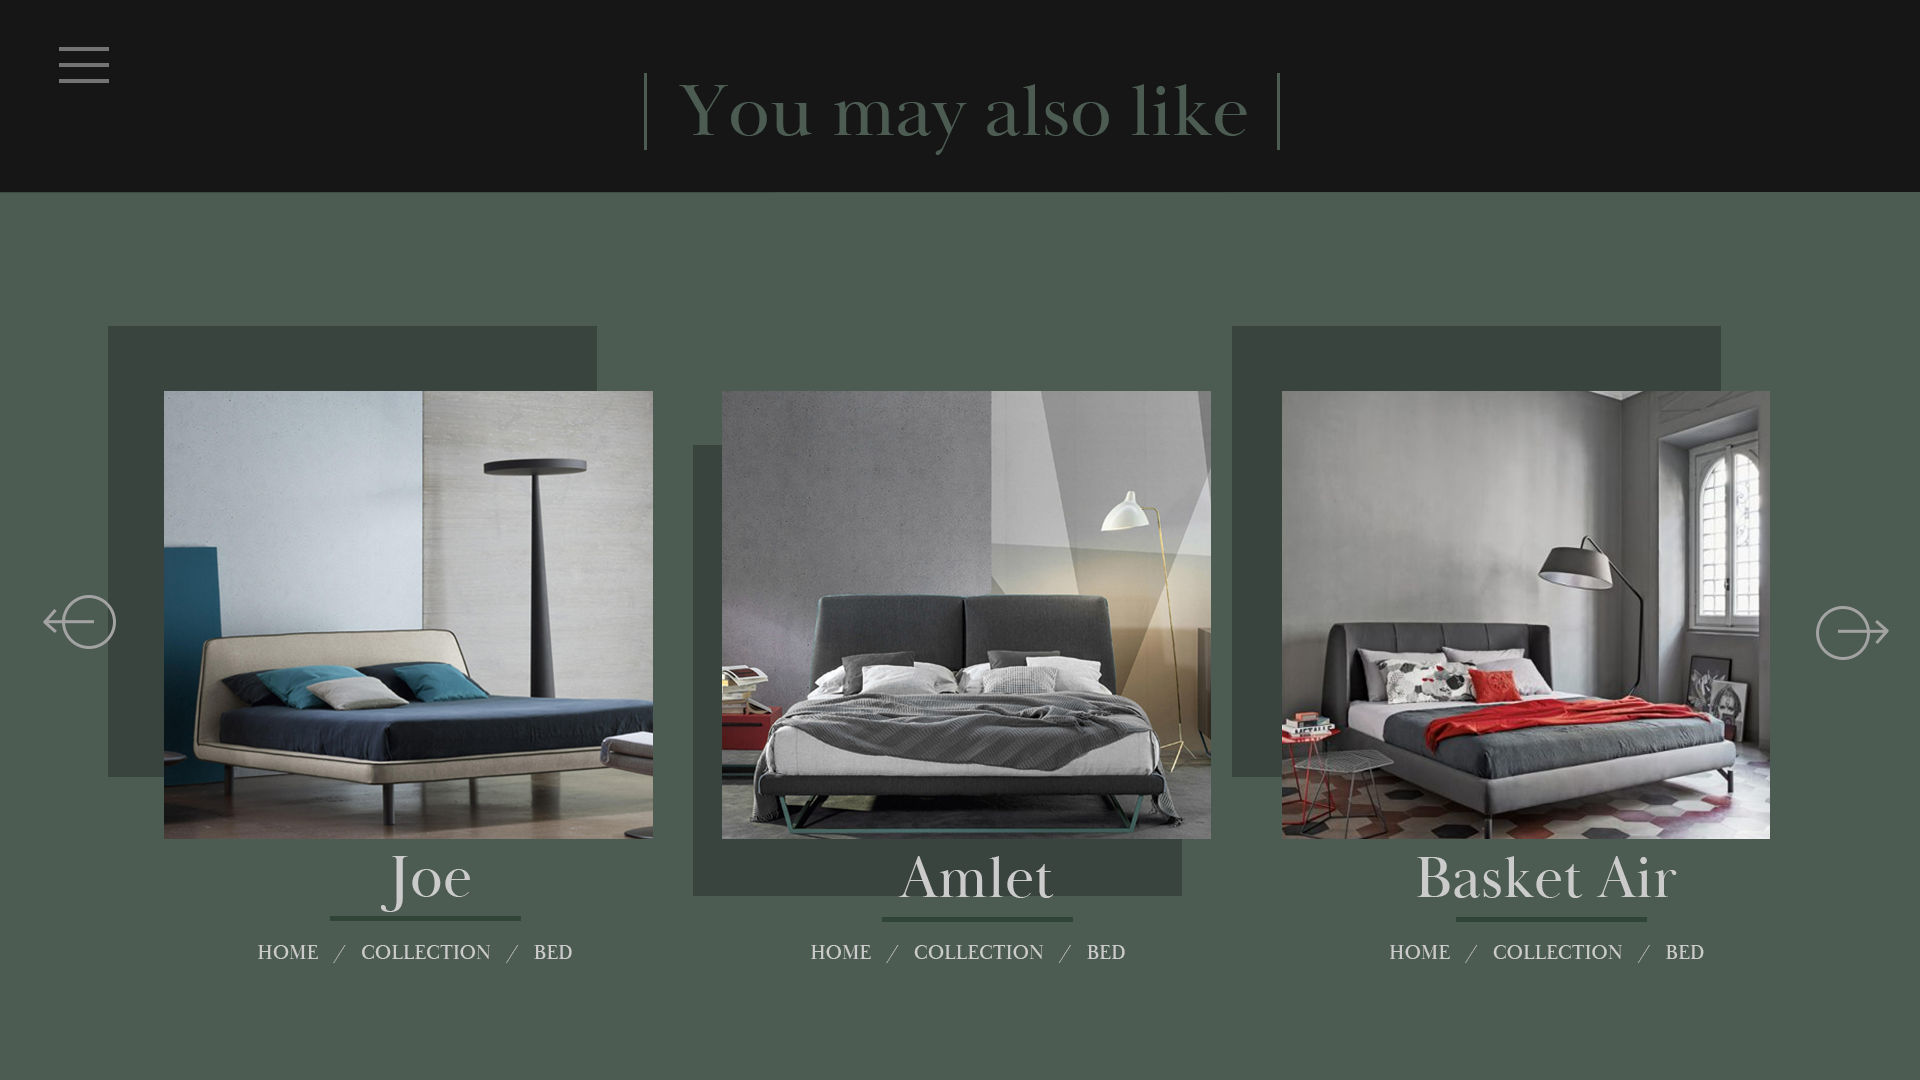 You may also like
Joe
Amlet
Basket Air
HOME / COLLECTION / BED
HOME / COLLECTION / BED
HOME / COLLECTION / BED